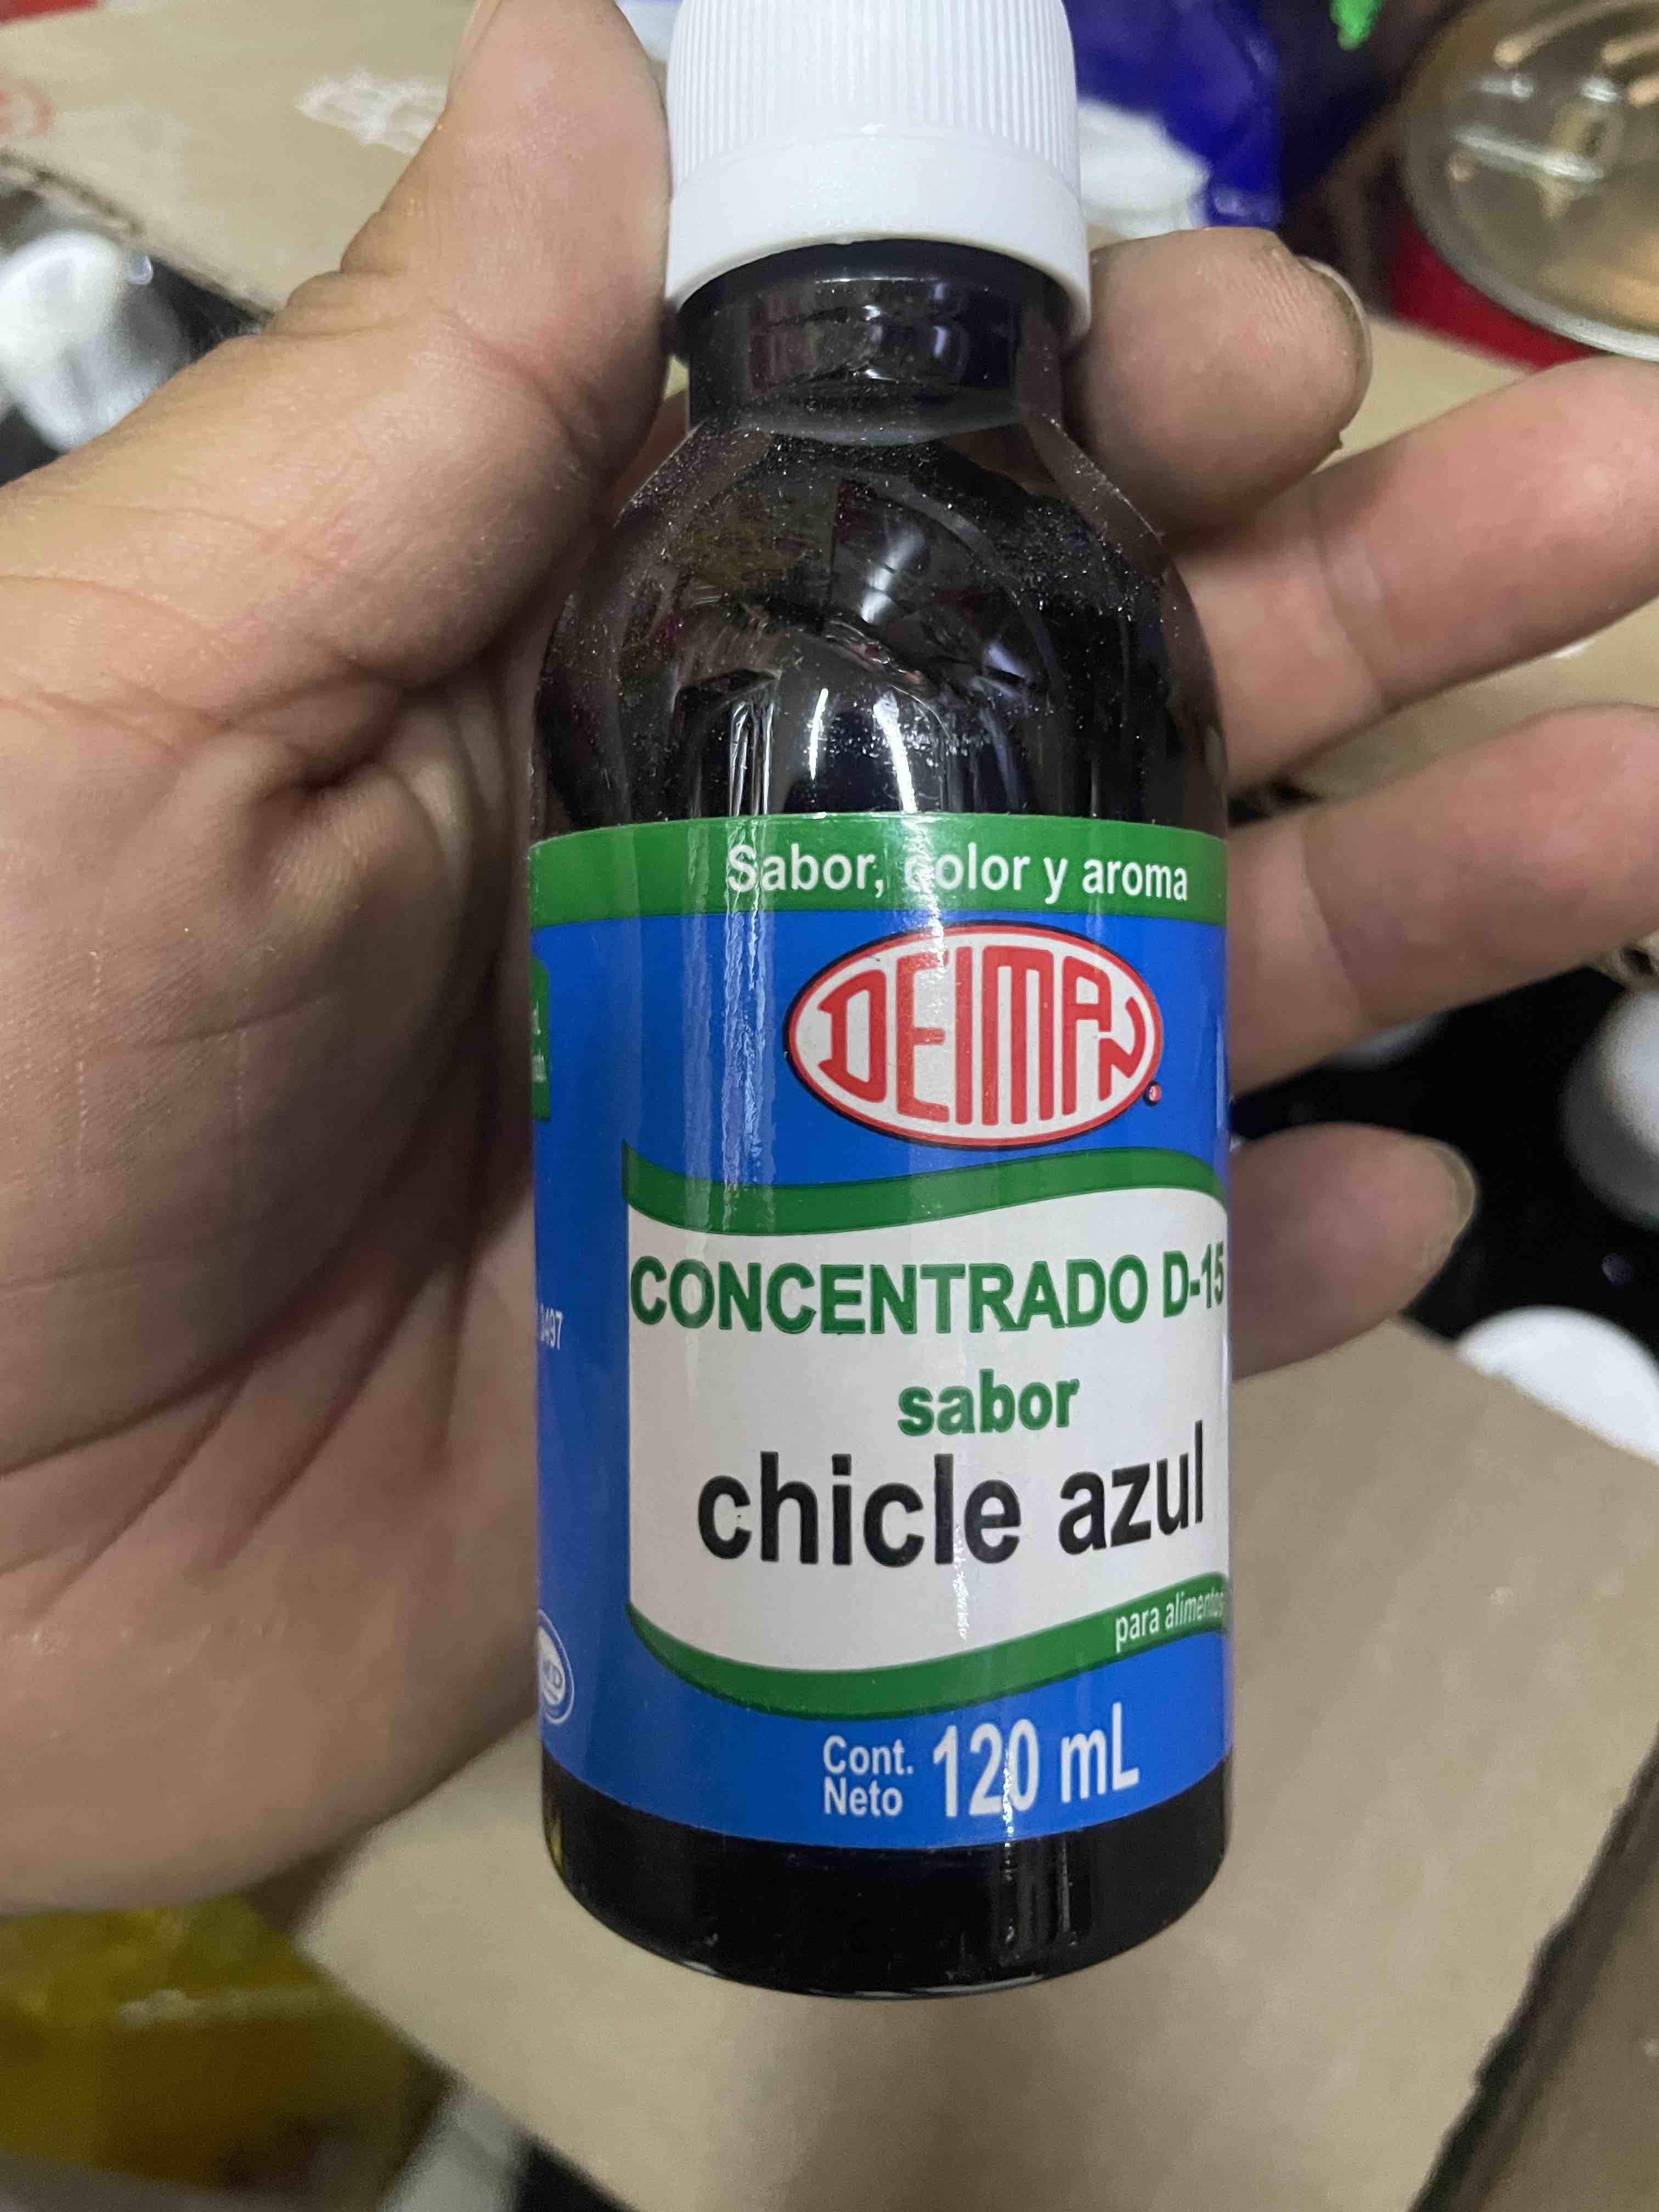 Sabor, color y aroma
DEIMAN
CONCENTRADO D-15
sabor
chicle azul
para alimentos
Cont.
Neto 120 mL